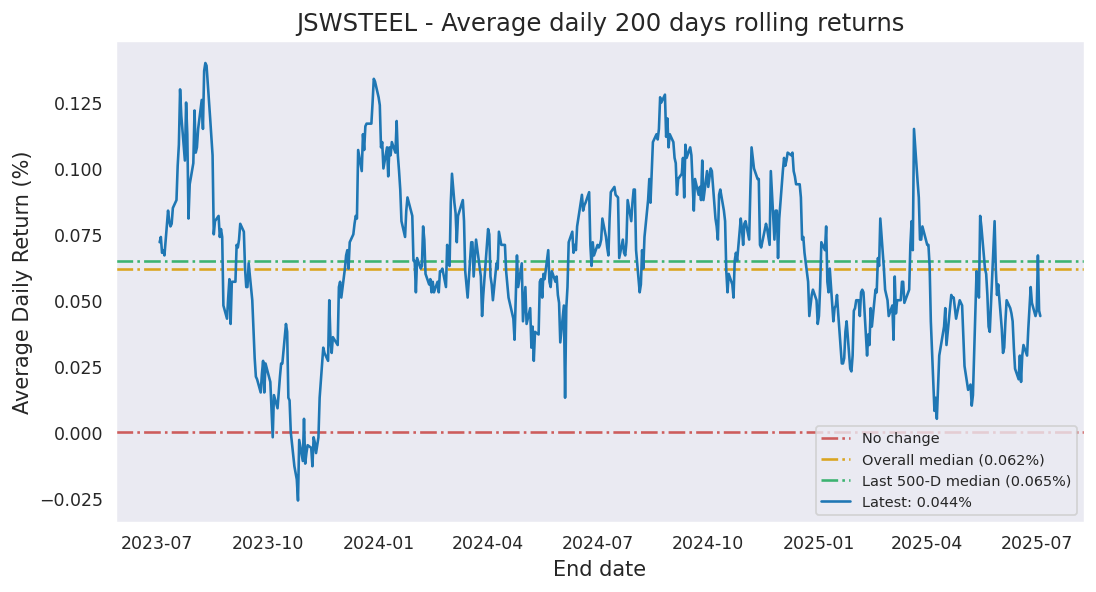 JSWSTEEL - Average daily 200 days rolling returns
Average Daily Return (%)
0.125
0.100
0.075
0.050
0.025
0.000
−0.025
No change
Overall median (0.062%)
Last 500-D median (0.065%)
Latest: 0.044%
2023-07 2023-10 2024-01 2024-04 2024-07 2024-10 2025-01 2025-04 2025-07
End date